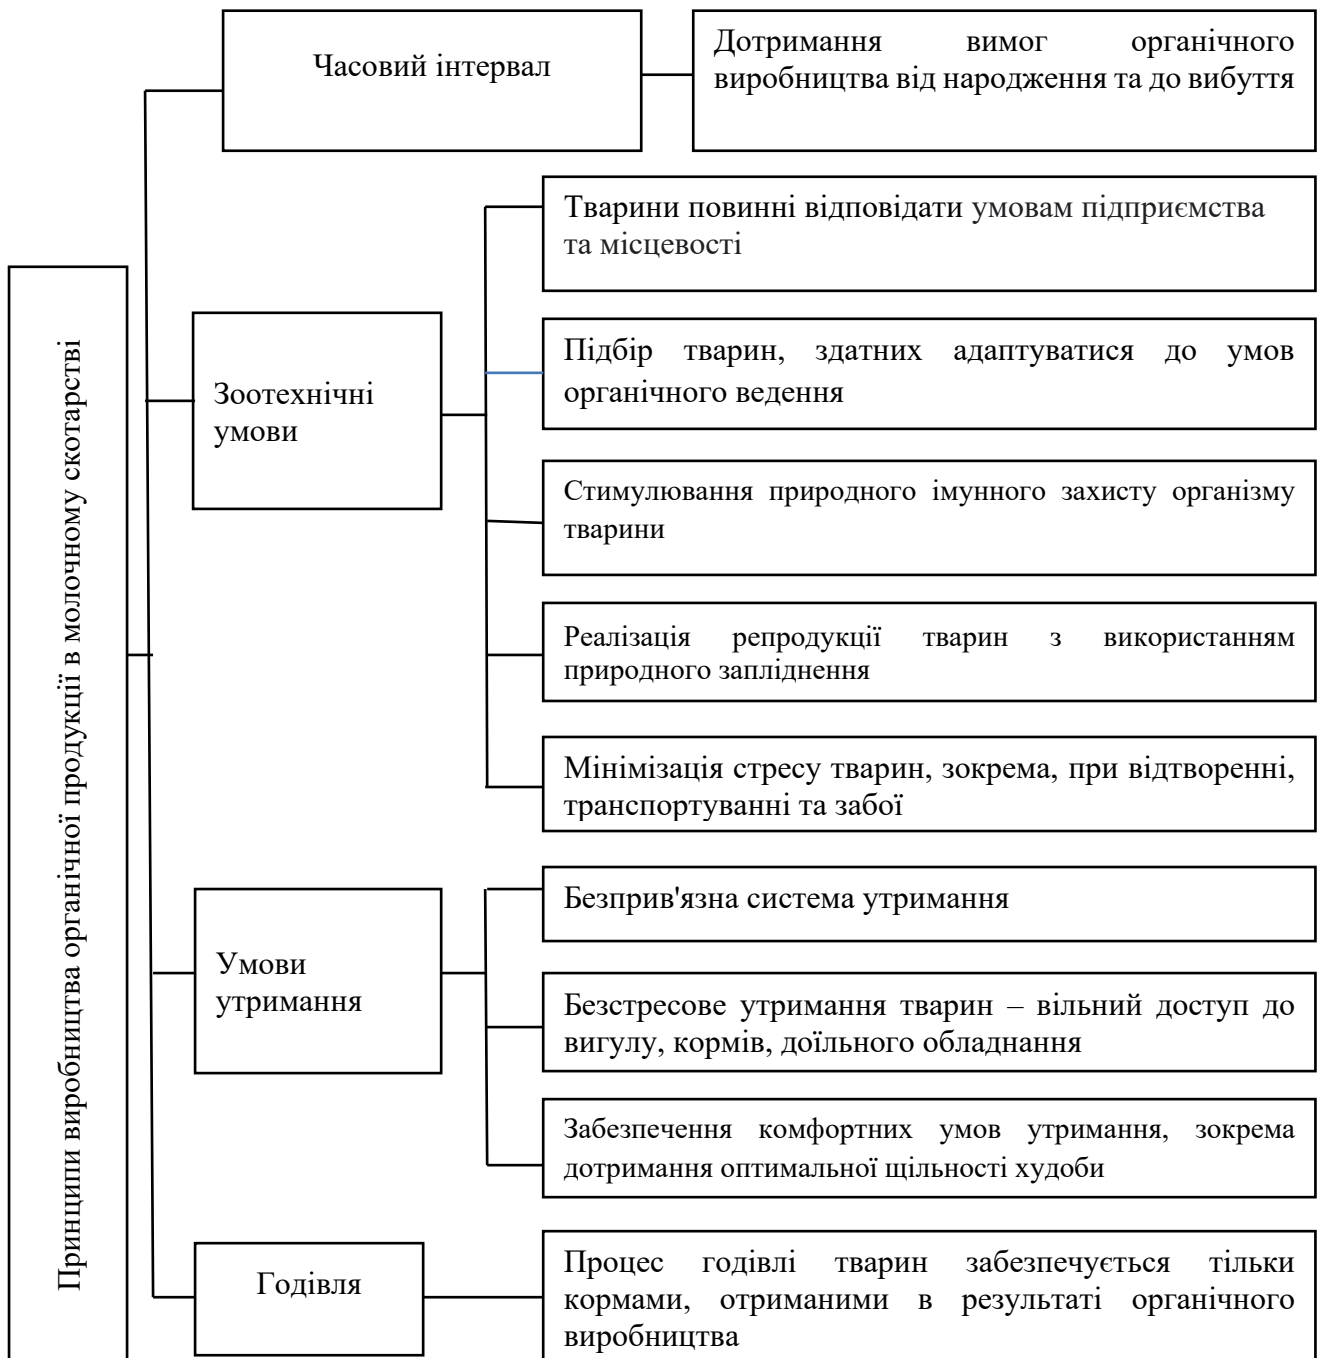 Принципи виробництва органічної продукції в молочному скотарстві
Часовий інтервал
Дотримання вимог органічного
виробництва від народження та до вибуття
Зоотехнічні
умови
Тварини повинні відповідати умовам підприємства
та місцевості
Підбір тварин, здатних адаптуватися до умов
органічного ведення
Стимулювання природного імунного захисту організму
тварини
Реалізація репродукції тварин з використанням
природного запліднення
Мінімізація стресу тварин, зокрема, при відтворенні,
транспортуванні та забої
Умови
утримання
Безприв'язна система утримання
Безстресове утримання тварин – вільний доступ до
вигулу, кормів, доїльного обладнання
Забезпечення комфортних умов утримання, зокрема
дотримання оптимальної щільності худоби
Годівля
Процес годівлі тварин забезпечується тільки
кормами, отриманими в результаті органічного
виробництва